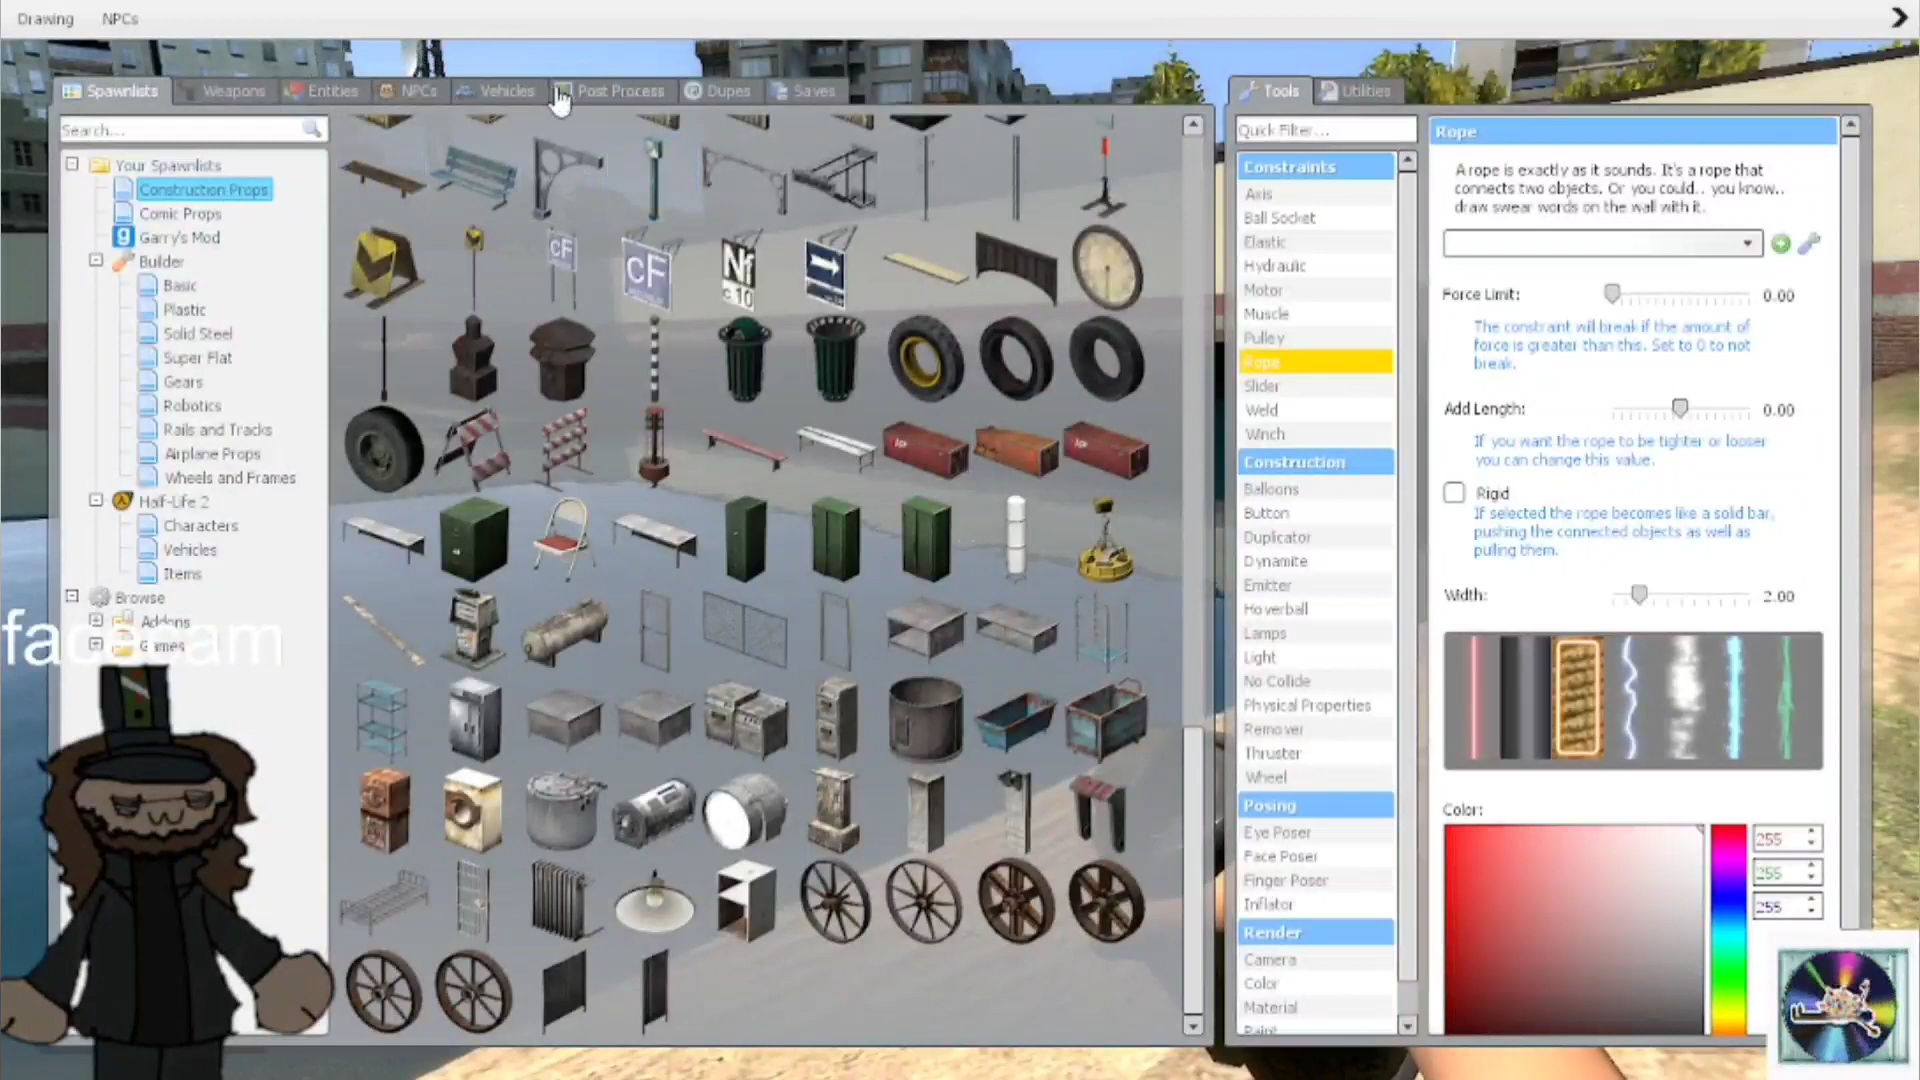 Drawing NPCs
Spawnlists Weapons Entities NPCs Vehicles Post Process Dupes Saves
Tools Utilities
Search...
Your Spawnlists
Construction Props
Comic Props
Garry's Mod
Builder
Basic
Plastic
Solid Steel
Super Flat
Gears
Robotics
Rails and Tracks
Airplane Props
Wheels and Frames
Half-Life 2
Characters
Vehicles
Items
Browse
Addons
Games
facecam
cF
cF
Nf
c 10
Quick Filter...
Constraints
Axis
Ball Socket
Elastic
Hydraulic
Motor
Muscle
Pulley
Rope
Slider
Weld
Winch
Construction
Balloons
Button
Duplicator
Dynamite
Emitter
Hoverball
Lamps
Light
No Collide
Physical Properties
Remover
Thruster
Wheel
Posing
Eye Poser
Face Poser
Finger Poser
Inflator
Render
Camera
Color
Material
Paint
Rope
A rope is exactly as it sounds. It's a rope that
connects two objects. Or you could.. you know..
draw swear words on the wall with it.
Force Limit: 0.00
The constraint will break if the amount of
force is greater than this. Set to 0 to not
break.
Add Length: 0.00
If you want the rope to be tighter or looser
you can change this value.
Rigid
If selected the rope becomes like a solid bar,
pushing the connected objects as well as
pulling them.
Width: 2.00
Color:
255
255
255